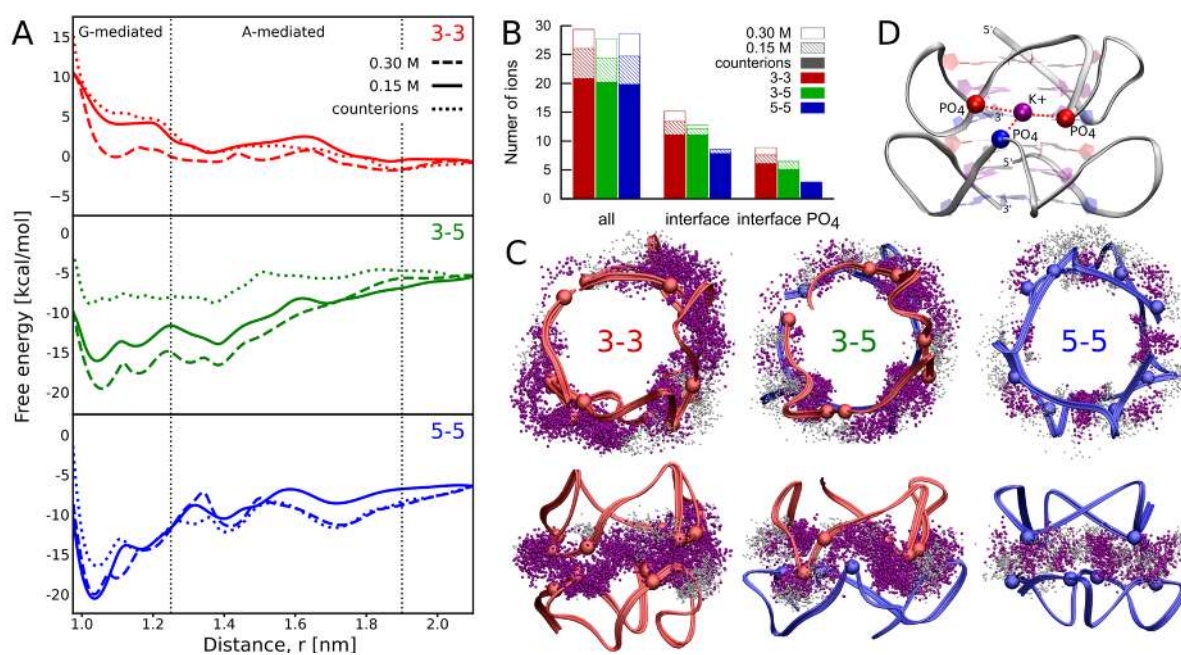 A
G-mediated
A-mediated
3-3
0.30 M
0.15 M
counterions
15
10
5
0
−5
3-5
0
-5
-10
-15
-20
5-5
0
-5
-10
-15
-20
Free energy [kcal/mol]
1.0 1.2 1.4 1.6 1.8 2.0
Distance, r [nm]
B
30
25
20
15
10
5
0
Numer of ions
0.30 M
0.15 M
counterions
3-3
3-5
5-5
all interface interface PO4
D
5'
PO4
K+
3'
PO4
PO4
5'
3'
C
3-3
3-5
5-5